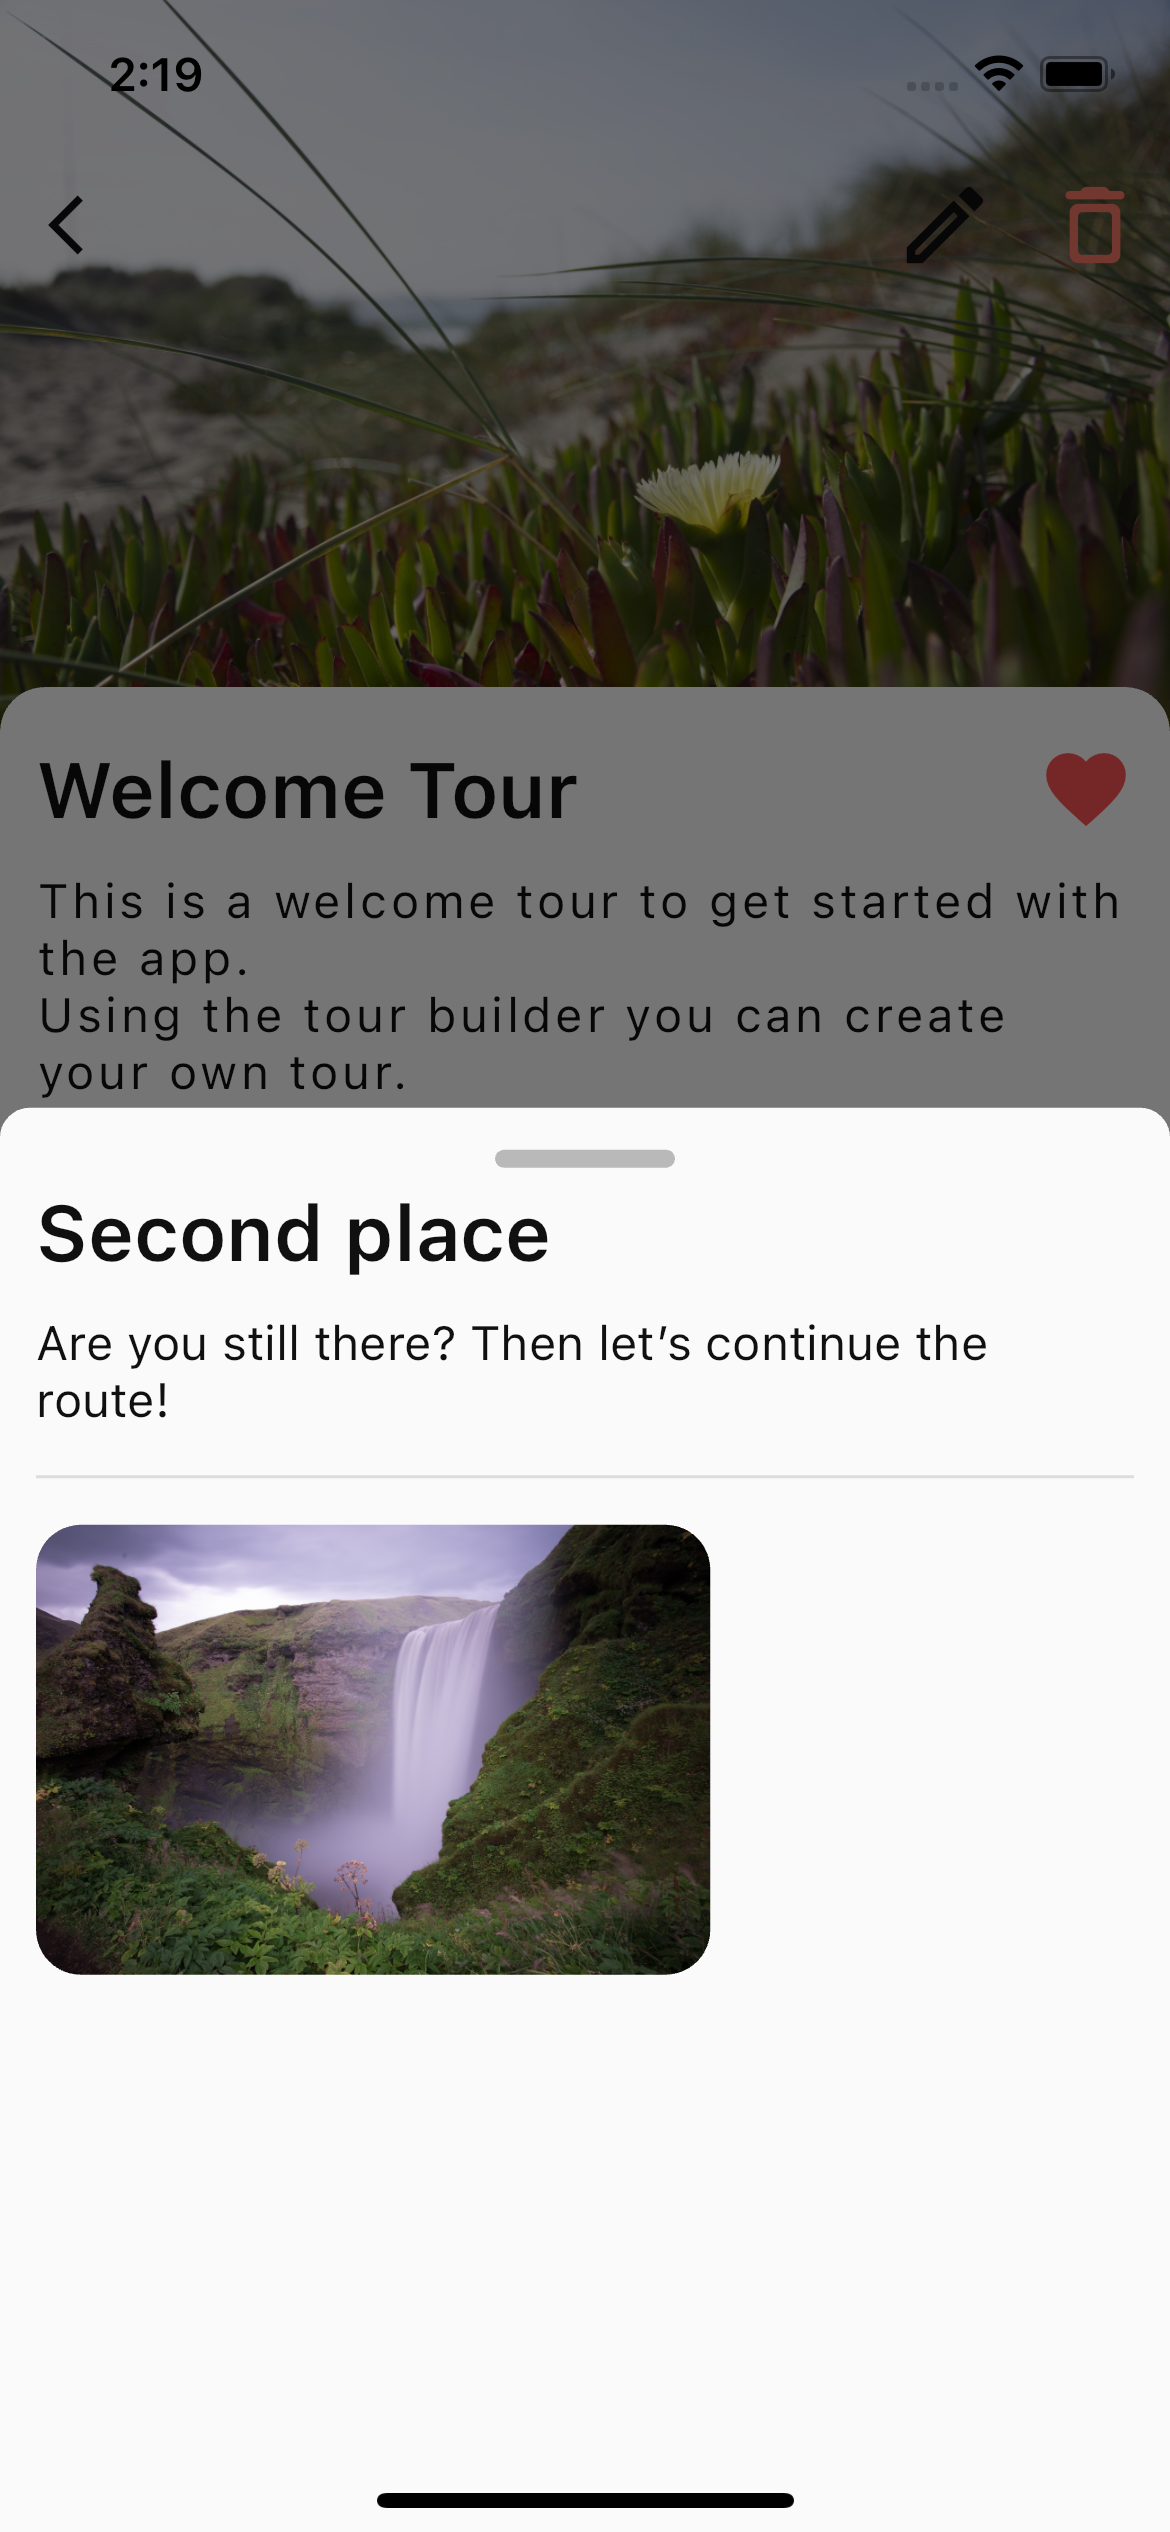 2:19
Welcome Tour
This is a welcome tour to get started with
the app.
Using the tour builder you can create
your own tour.
Second place
Are you still there? Then let’s continue the
route!